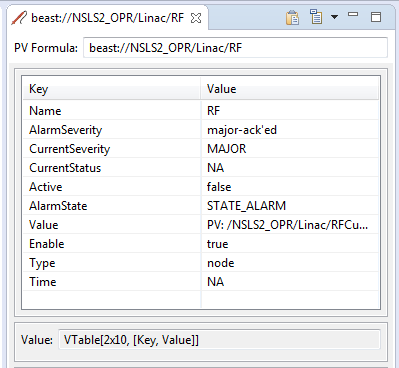 beast://NSLS2_OPR/Linac/RF
PV Formula: beast://NSLS2_OPR/Linac/RF
Key Value
Name RF
AlarmSeverity major-ack'ed
CurrentSeverity MAJOR
CurrentStatus NA
Active false
AlarmState STATE_ALARM
Value PV: /NSLS2_OPR/Linac/RFCu...
Enable true
Type node
Time NA
Value: VTable[2x10, [Key, Value]]